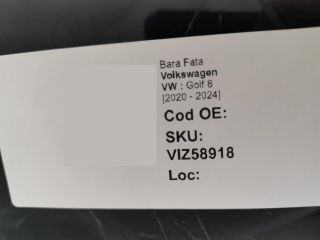 Bara Fata
Volkswagen
VW : Golf 8
[2020 - 2024]
Cod OE:
SKU:
VIZ58918
Loc: